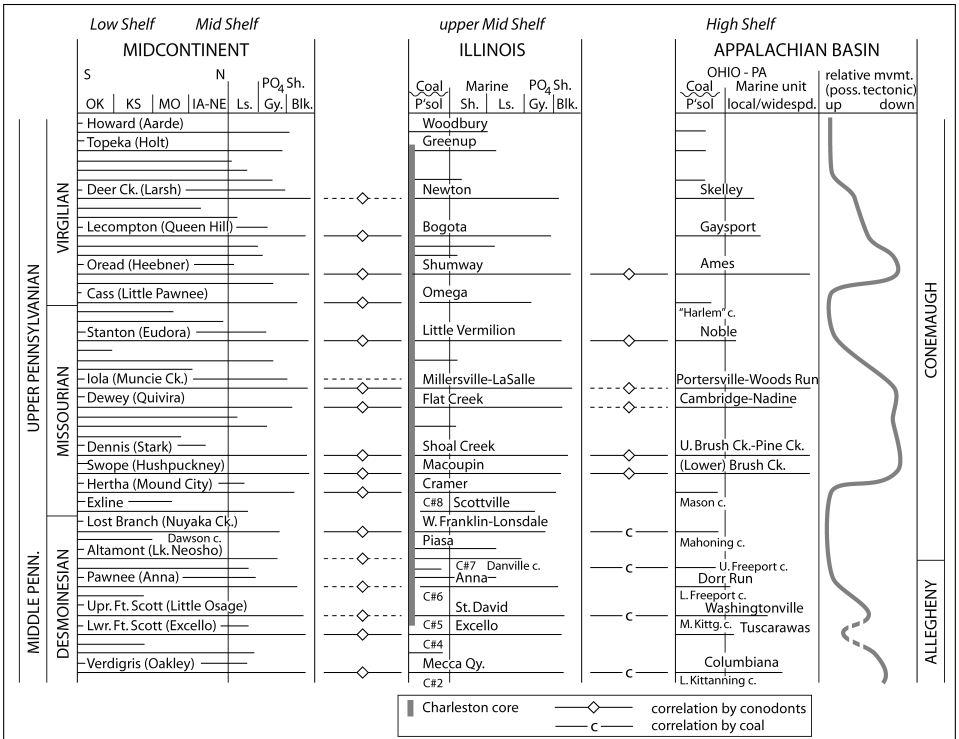 Low Shelf Mid Shelf upper Mid Shelf High Shelf
MIDCONTINENT ILLINOIS APPALACHIAN BASIN
S N PO4 Sh. Coal Marine PO4 Sh. OHIO - PA relative mvmt.
Coal Marine unit (poss. tectonic)
OK KS MO IA-NE Ls. Gy. Blk. P'sol Sh. Ls. Gy. Blk. P'sol local/widespd. up down
UPPER PENNSYLVANIAN
MIDDLE PENN.
VIRGILIAN
MISSOURIAN
DESMOINESIAN
Howard (Aarde)
Topeka (Holt)
Deer Ck. (Larsh)
Lecompton (Queen Hill)
Oread (Heebner)
Cass (Little Pawnee)
Stanton (Eudora)
Iola (Muncie Ck.)
Dewey (Quivira)
Dennis (Stark)
Swope (Hushpuckney)
Hertha (Mound City)
Exline
Lost Branch (Nuyaka Ck.)
Dawson c.
Altamont (Lk. Neosho)
Pawnee (Anna)
Upr. Ft. Scott (Little Osage)
Lwr. Ft. Scott (Excello)
Verdigris (Oakley)
Woodbury
Greenup
Newton
Bogota
Shumway
Omega
Little Vermilion
Millersville-LaSalle
Flat Creek
Shoal Creek
Macoupin
Cramer
C#8 Scottville
W. Franklin-Lonsdale
Piasa
C#7 Danville c.
Anna
C#6
St. David
C#5 Excello
C#4
Mecca Qy.
C#2
c
c
c
c
Skelley
Gaysport
Ames
"Harlem" c.
Noble
Portersville-Woods Run
Cambridge-Nadine
U. Brush Ck.-Pine Ck.
(Lower) Brush Ck.
Mason c.
Mahoning c.
U. Freeport c.
Dorr Run
L. Freeport c.
Washingtonville
M. Kittg. c. Tuscarawas
Columbiana
L. Kittanning c.
CONEMAUGH
ALLEGHENY
Charleston core
correlation by conodonts
c correlation by coal